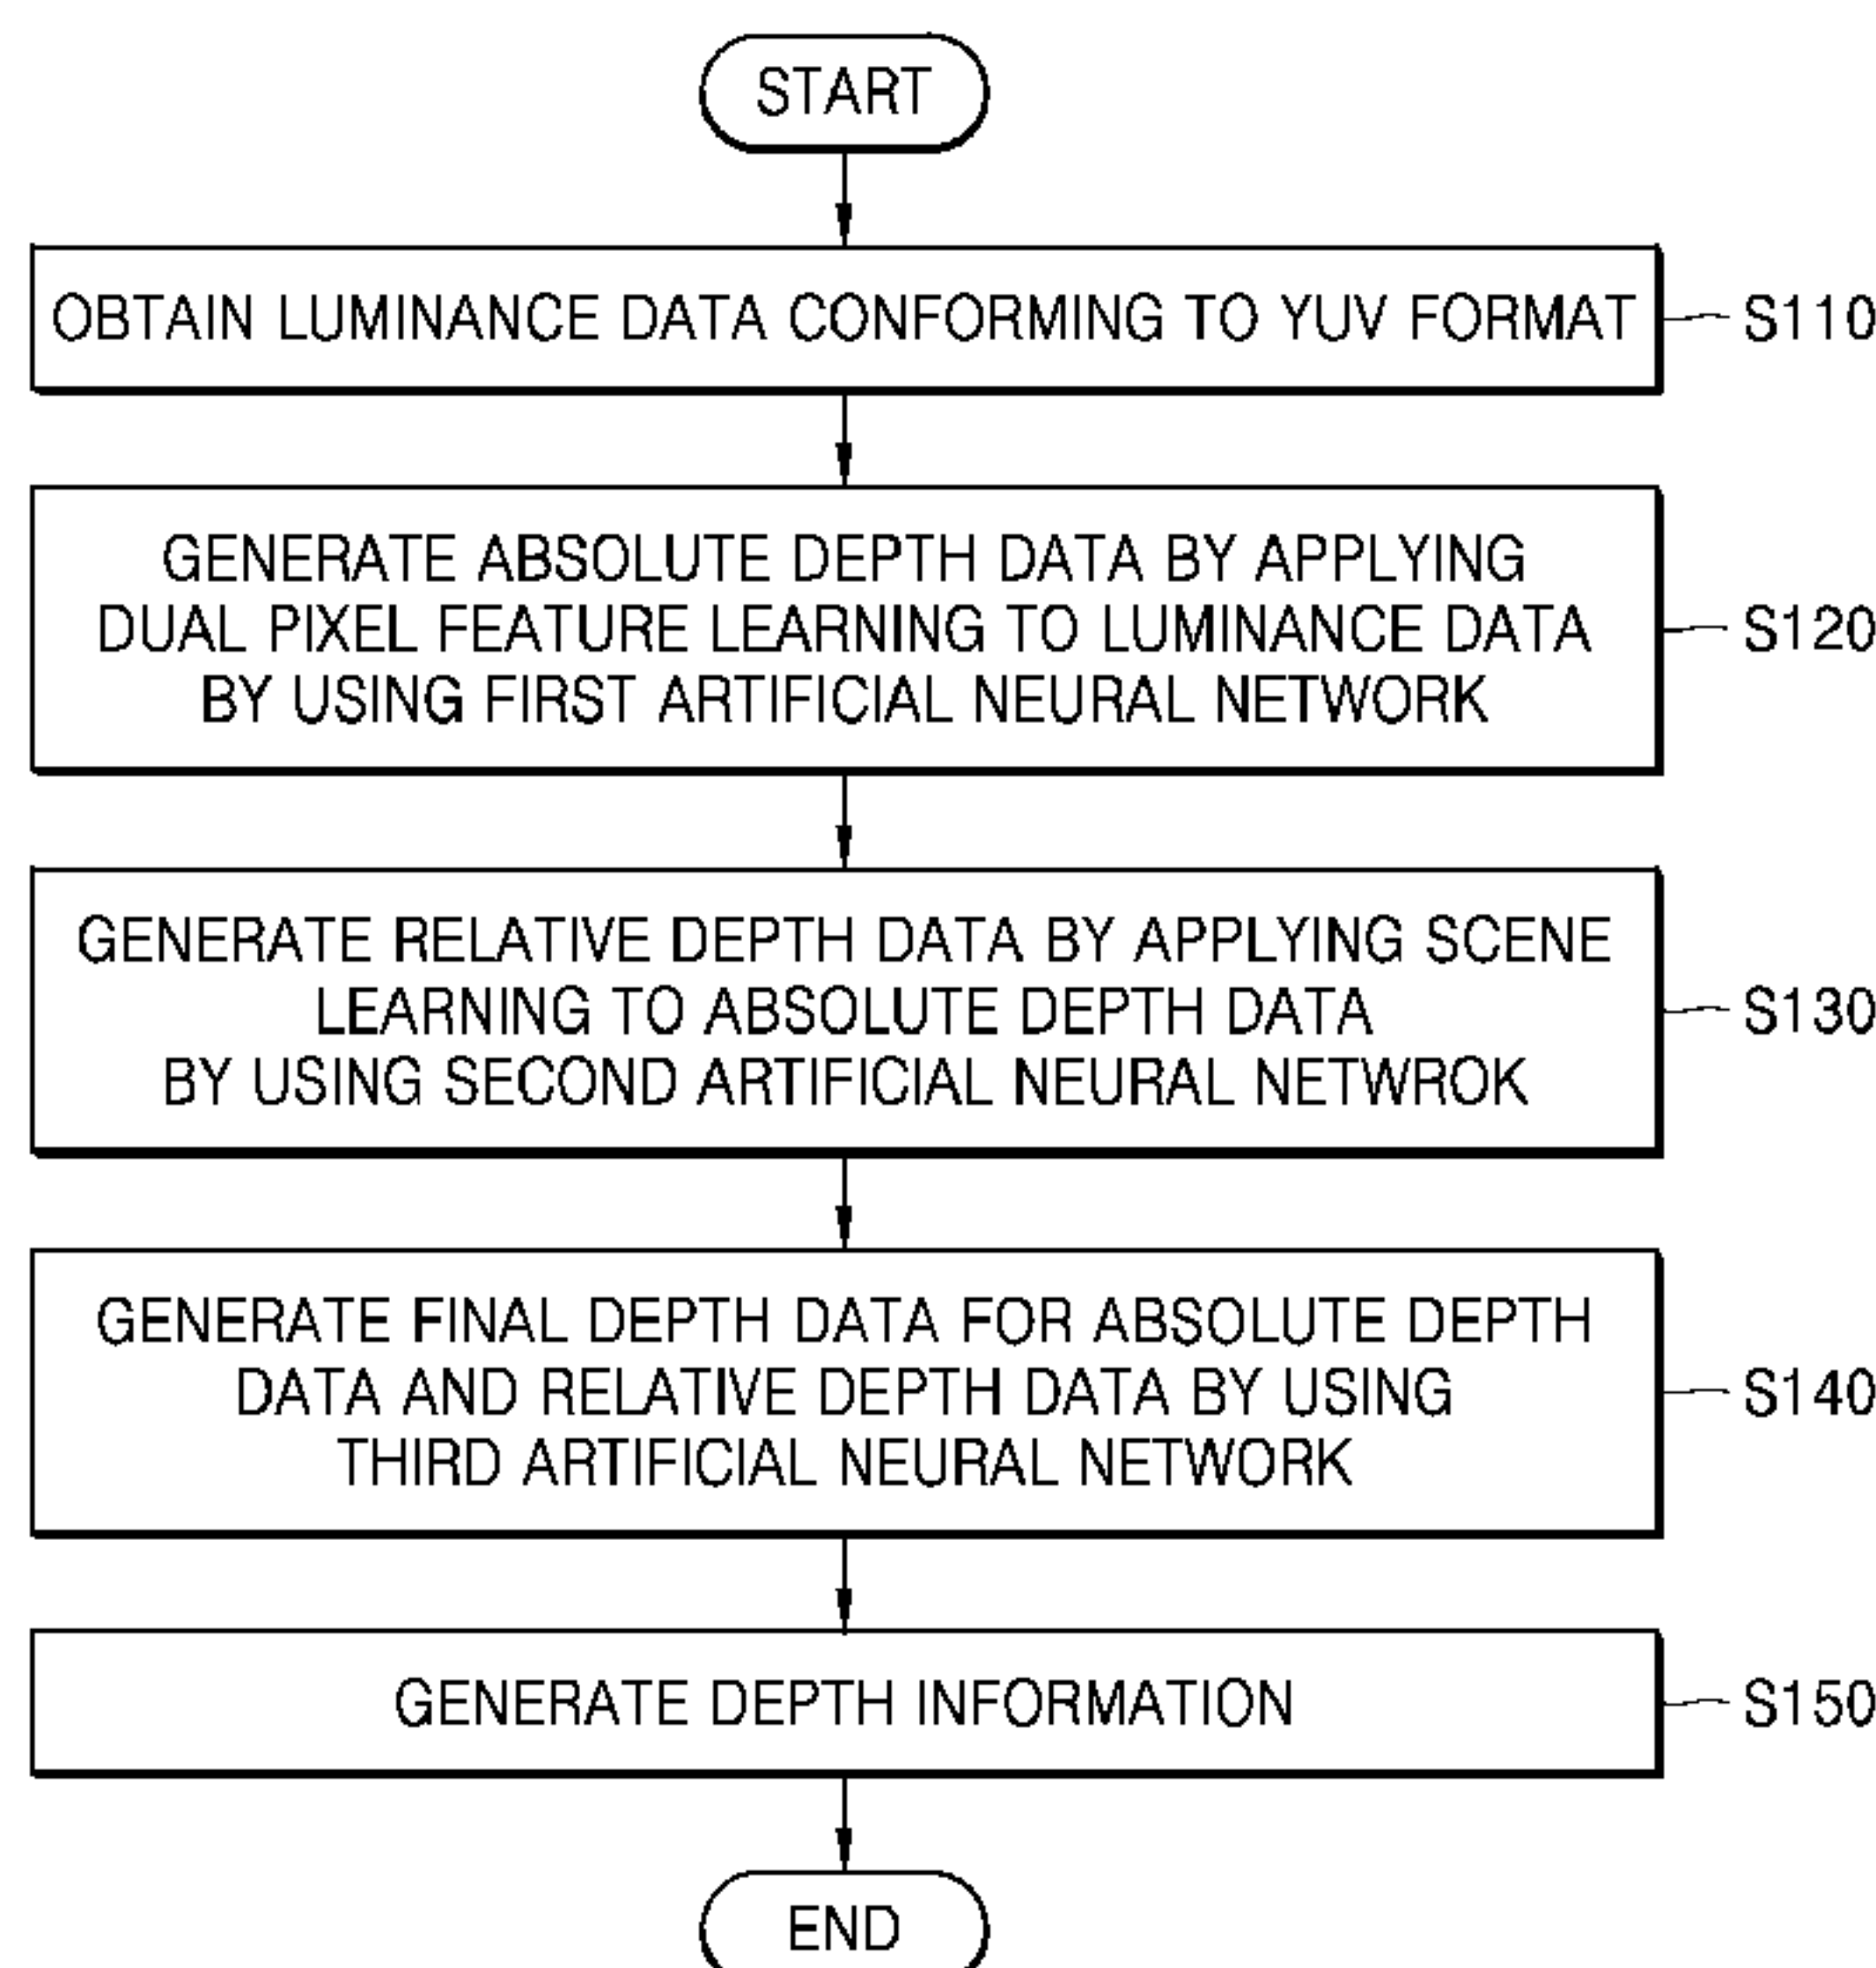 START
OBTAIN LUMINANCE DATA CONFORMING TO YUV FORMAT
S110
GENERATE ABSOLUTE DEPTH DATA BY APPLYING
DUAL PIXEL FEATURE LEARNING TO LUMINANCE DATA
BY USING FIRST ARTIFICIAL NEURAL NETWORK
S120
GENERATE RELATIVE DEPTH DATA BY APPLYING SCENE
LEARNING TO ABSOLUTE DEPTH DATA
BY USING SECOND ARTIFICIAL NEURAL NETWROK
S130
GENERATE FINAL DEPTH DATA FOR ABSOLUTE DEPTH
DATA AND RELATIVE DEPTH DATA BY USING
THIRD ARTIFICIAL NEURAL NETWORK
S140
GENERATE DEPTH INFORMATION
S150
END